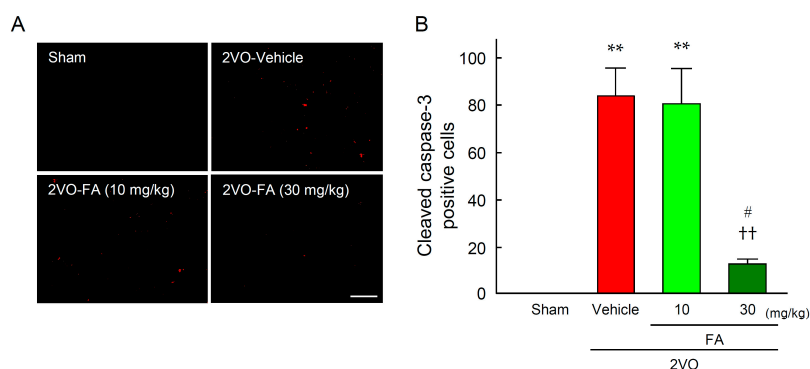 A
Sham
2VO-Vehicle
2VO-FA (10 mg/kg)
2VO-FA (30 mg/kg)
B
Cleaved caspase-3
positive cells
100
80
60
40
20
0
**
**
#
††
Sham
Vehicle
10
30
(mg/kg)
FA
2VO